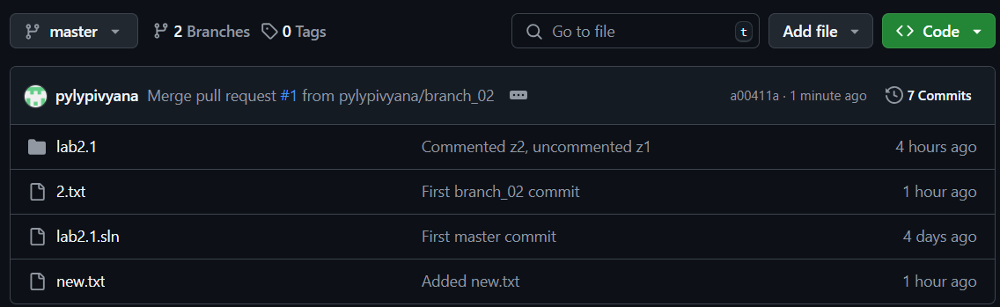 master 2 Branches 0 Tags Go to file t Add file Code
pylypivyana Merge pull request #1 from pylypivyana/branch_02 a00411a · 1 minute ago 7 Commits
lab2.1 Commented z2, uncommented z1 4 hours ago
2.txt First branch_02 commit 1 hour ago
lab2.1.sln First master commit 4 days ago
new.txt Added new.txt 1 hour ago